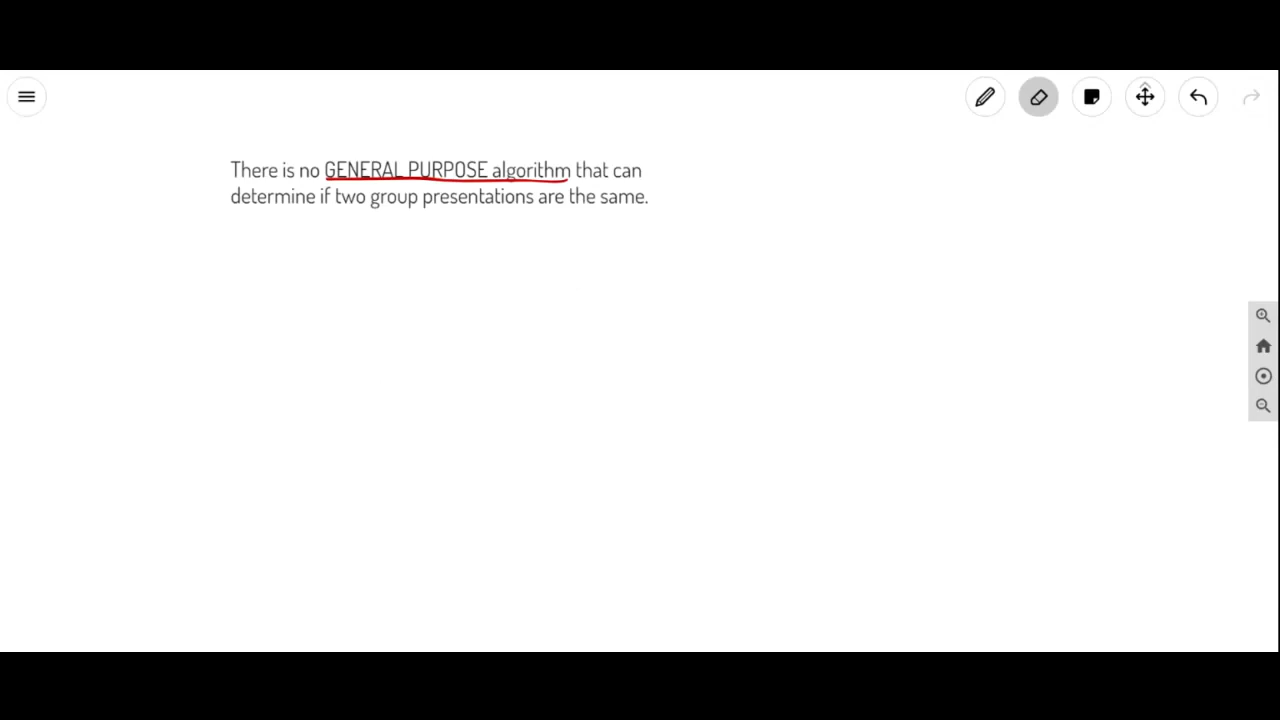 There is no GENERAL PURPOSE algorithm that can
determine if two group presentations are the same.